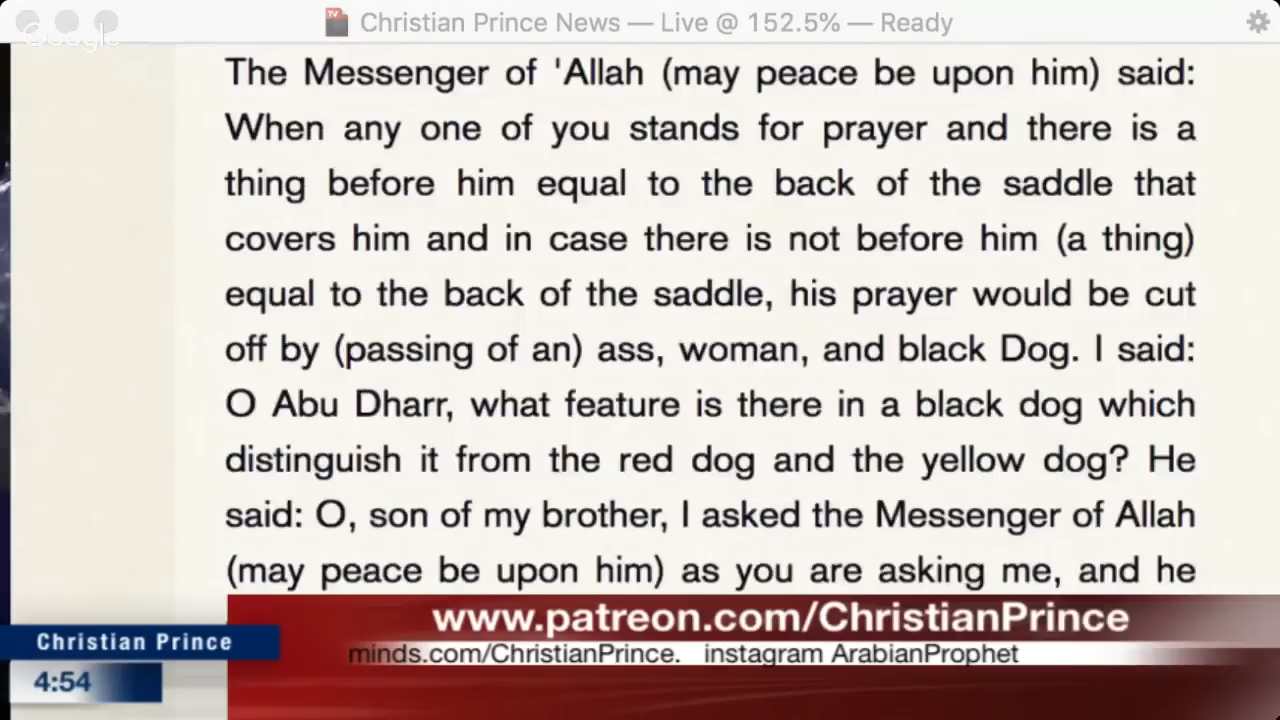 TV
Christian Prince News — Live @ 152.5% — Ready
Google
The Messenger of 'Allah (may peace be upon him) said:
When any one of you stands for prayer and there is a
thing before him equal to the back of the saddle that
covers him and in case there is not before him (a thing)
equal to the back of the saddle, his prayer would be cut
off by (passing of an) ass, woman, and black Dog. I said:
O Abu Dharr, what feature is there in a black dog which
distinguish it from the red dog and the yellow dog? He
said: O, son of my brother, I asked the Messenger of Allah
(may peace be upon him) as you are asking me, and he
www.patreon.com/ChristianPrince
Christian Prince
minds.com/ChristianPrince. instagram ArabianProphet
4:54